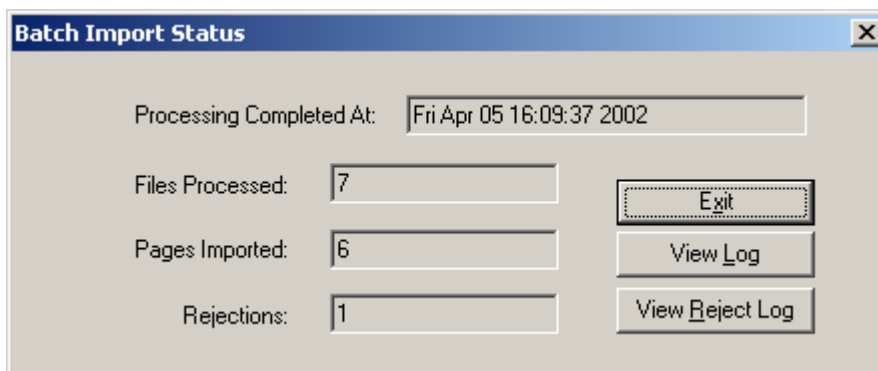 Batch Import Status
Processing Completed At: Fri Apr 05 16:09:37 2002
Files Processed: 7
Exit
Pages Imported: 6
View Log
Rejections: 1
View Reject Log